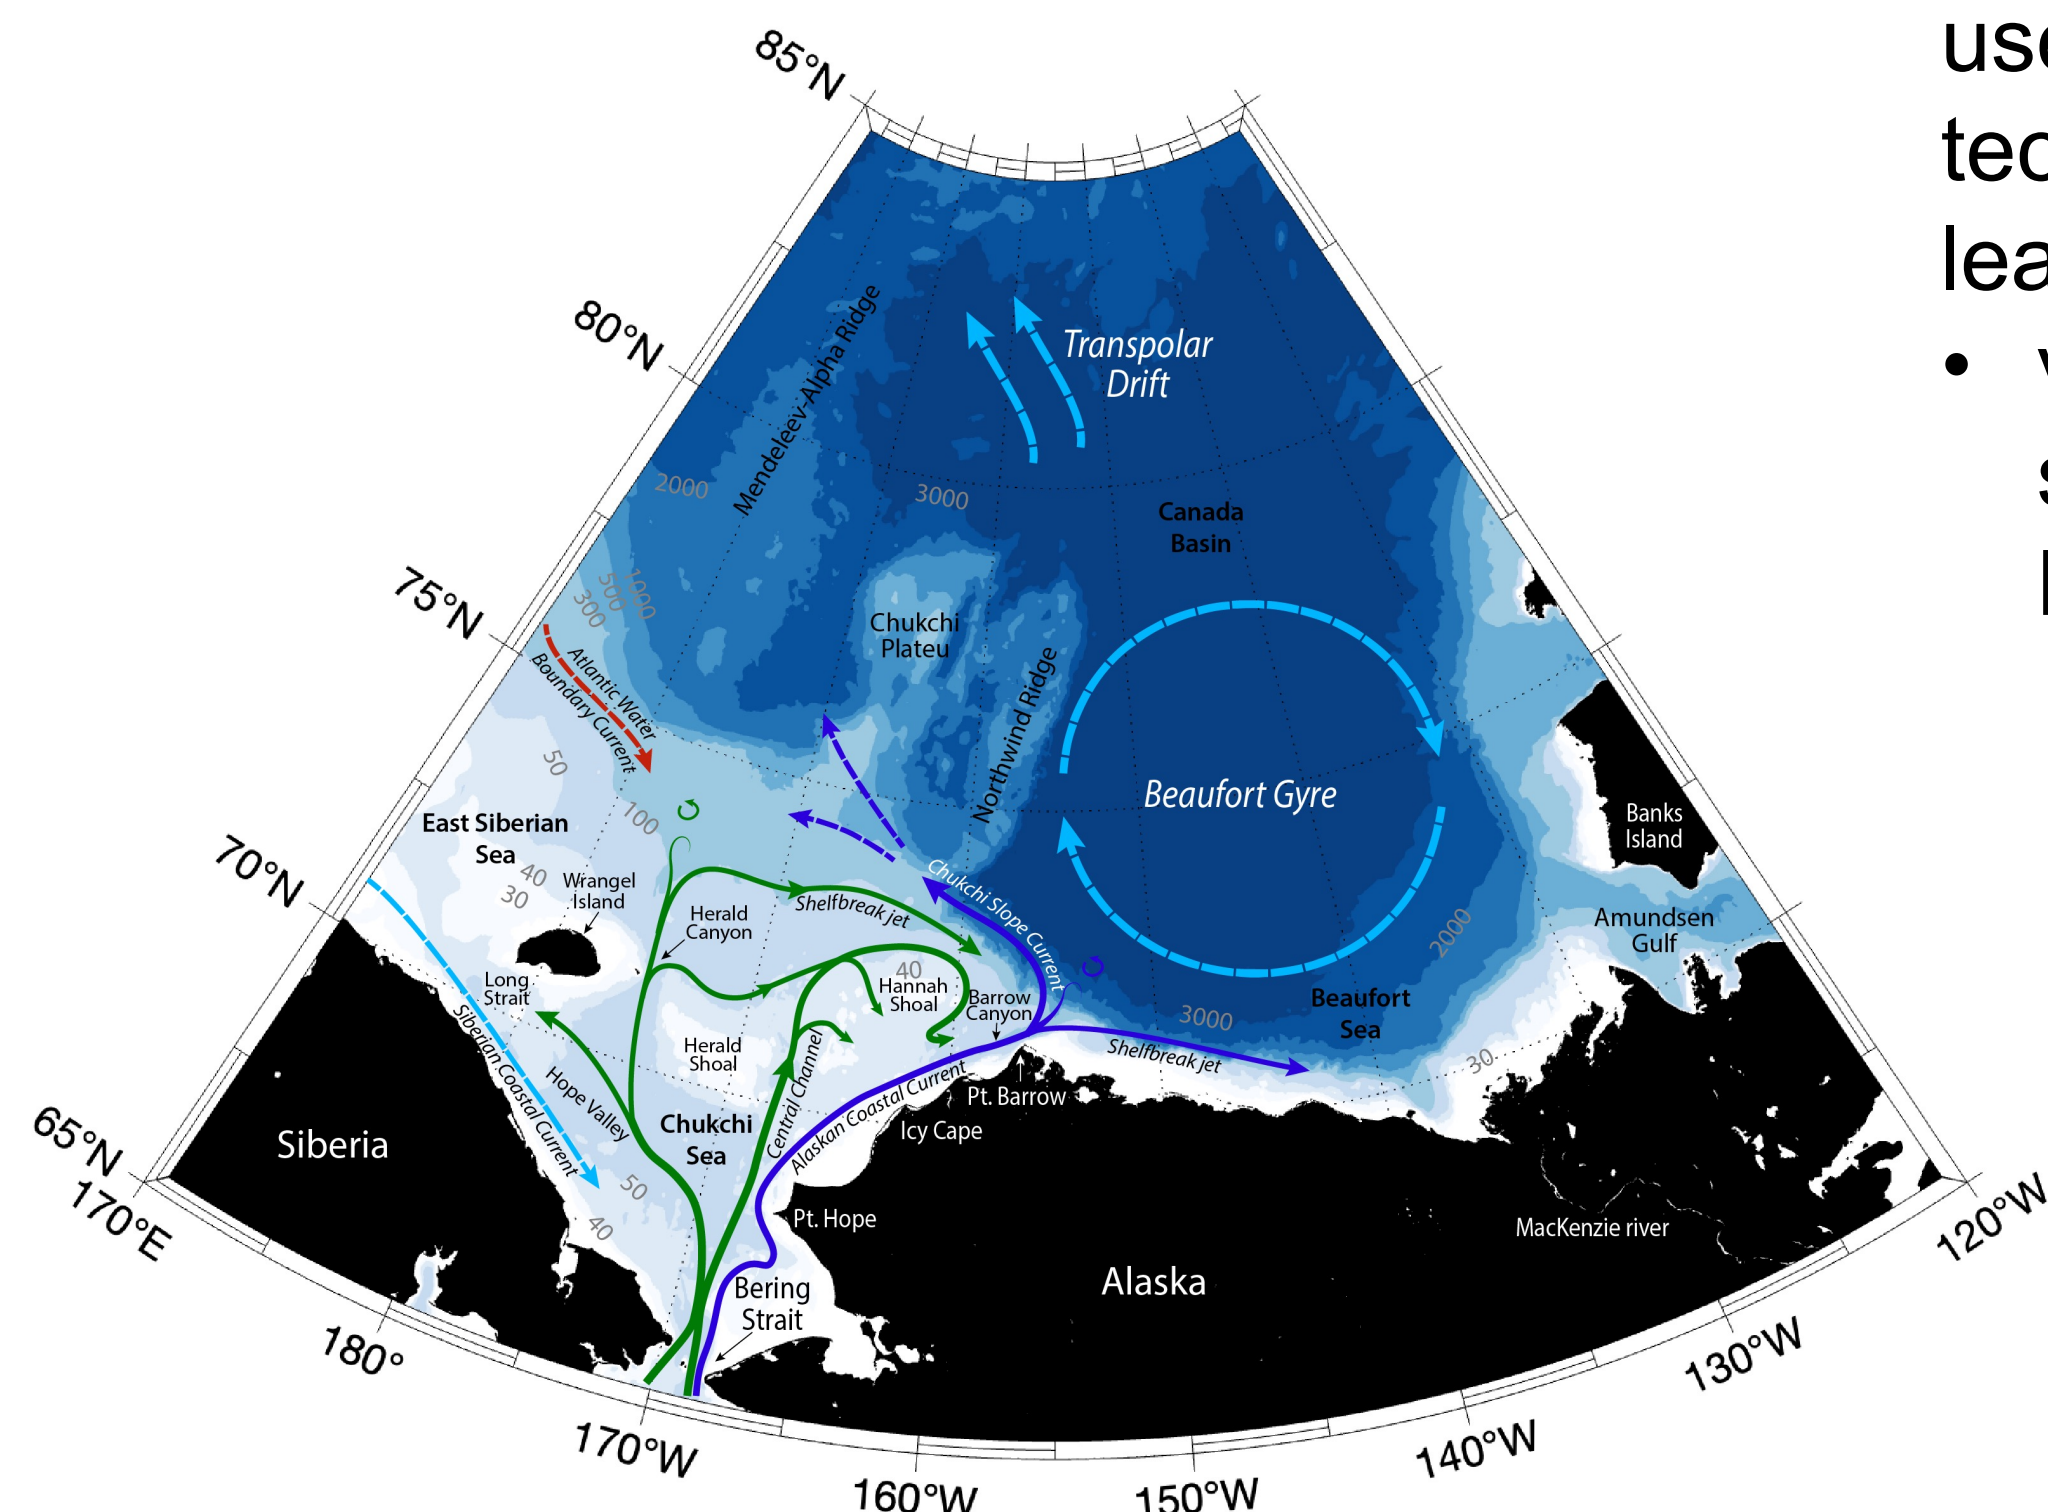 85°N
80°N
75°N
70°N
65°N
170°E
180°
170°W
160°W
150°W
140°W
130°W
120°W
Transpolar
Drift
Mendeleev-Alpha Ridge
2000
3000
Canada
Basin
1000
500
300
Chukchi
Plateu
Northwind Ridge
Atlantic Water
Boundary Current
50
100
Beaufort Gyre
Banks
Island
East Siberian
Sea
40
30
Wrangel
Island
Herald
Canyon
Shelfbreak jet
Chukchi Slope Current
2000
Amundsen
Gulf
Long
Strait
40
Hannah
Shoal
Barrow
Canyon
3000
Beaufort
Sea
30
Siberian Coastal Current
Herald
Shoal
Shelfbreak jet
Hope Valley
Central Channel
Alaskan Coastal Current
Pt. Barrow
Icy Cape
Chukchi
Sea
Siberia
50
40
Pt. Hope
MacKenzie river
Bering
Strait
Alaska
•